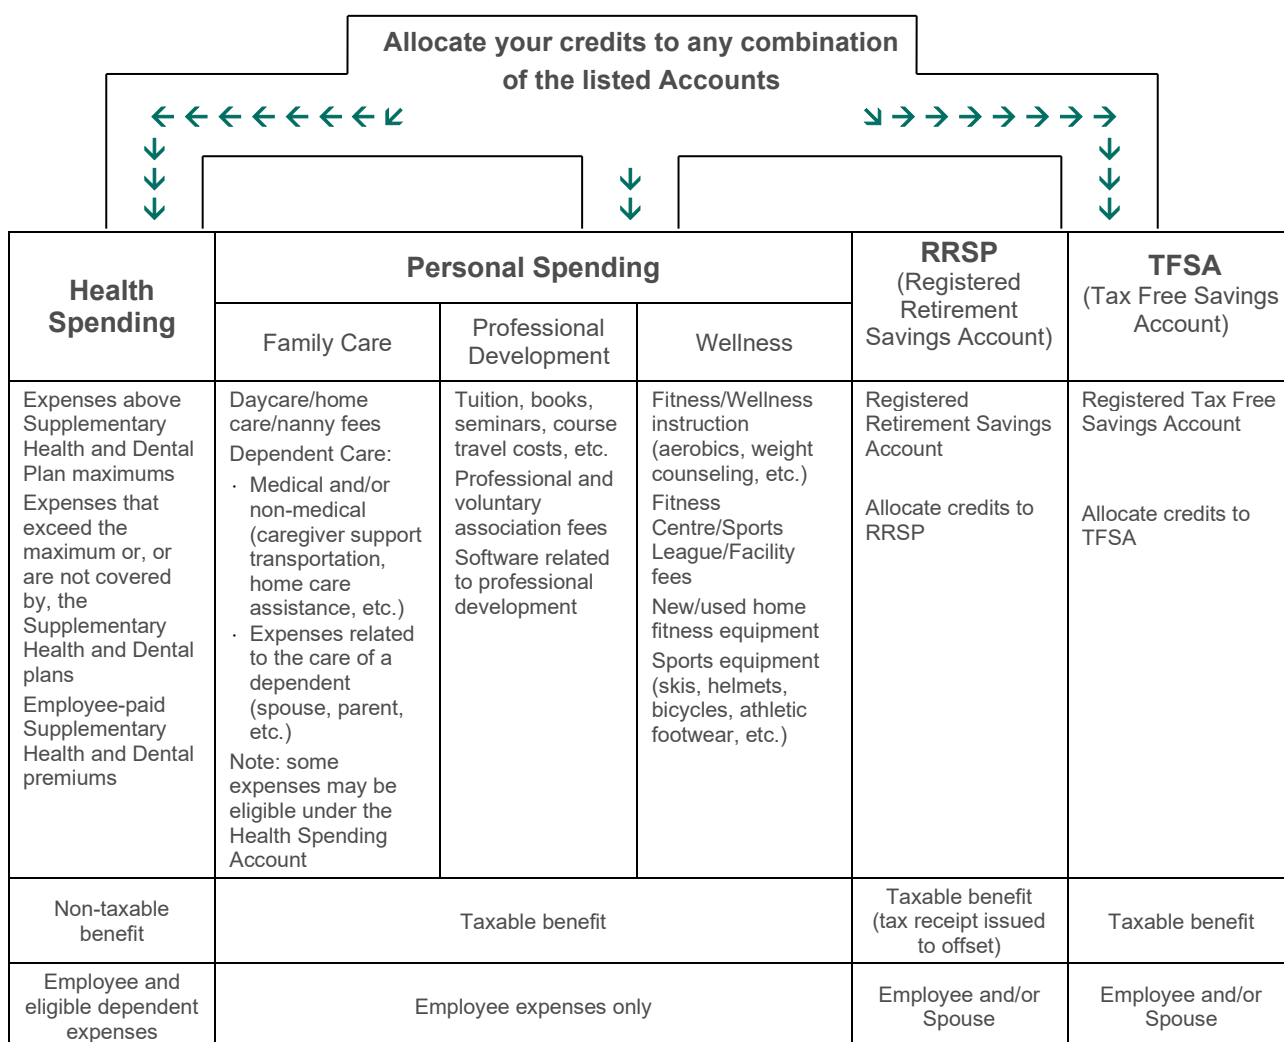 Allocate your credits to any combination
of the listed Accounts
Health
Spending
Personal Spending
RRSP
(Registered
Retirement
Savings Account)
TFSA
(Tax Free Savings
Account)
Family Care
Professional
Development
Wellness
Expenses above
Supplementary
Health and Dental
Plan maximums
Expenses that
exceed the
maximum or, or
are not covered
by, the
Supplementary
Health and Dental
plans
Employee-paid
Supplementary
Health and Dental
premiums
Daycare/home
care/nanny fees
Dependent Care:
· Medical and/or
non-medical
(caregiver support
transportation,
home care
assistance, etc.)
· Expenses related
to the care of a
dependent
(spouse, parent,
etc.)
Note: some
expenses may be
eligible under the
Health Spending
Account
Tuition, books,
seminars, course
travel costs, etc.
Professional and
voluntary
association fees
Software related
to professional
development
Fitness/Wellness
instruction
(aerobics, weight
counseling, etc.)
Fitness
Centre/Sports
League/Facility
fees
New/used home
fitness equipment
Sports equipment
(skis, helmets,
bicycles, athletic
footwear, etc.)
Registered
Retirement Savings
Account
Allocate credits to
RRSP
Registered Tax Free
Savings Account
Allocate credits to
TFSA
Non-taxable
benefit
Taxable benefit
Taxable benefit
(tax receipt issued
to offset)
Taxable benefit
Employee and
eligible dependent
expenses
Employee expenses only
Employee and/or
Spouse
Employee and/or
Spouse